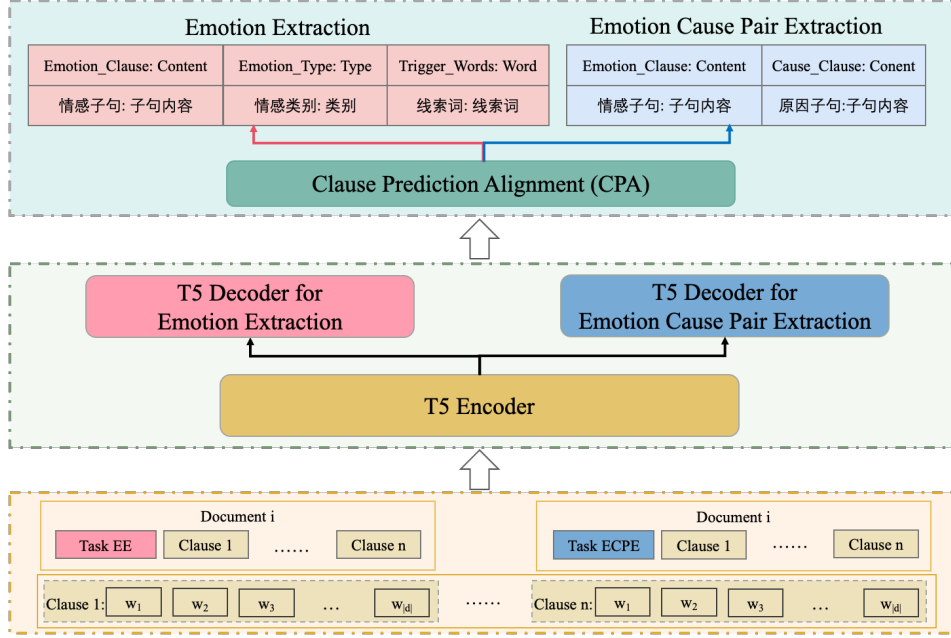 Emotion Extraction
Emotion Cause Pair Extraction
Emotion_Clause: Content
Emotion_Type: Type
Trigger_Words: Word
Emotion_Clause: Content
Cause_Clause: Conent
情感子句: 子句内容
情感类别: 类别
线索词: 线索词
情感子句: 子句内容
原因子句: 子句内容
Clause Prediction Alignment (CPA)
T5 Decoder for
Emotion Extraction
T5 Decoder for
Emotion Cause Pair Extraction
T5 Encoder
Document i
Task EE
Clause 1
......
Clause n
Document i
Task ECPE
Clause 1
......
Clause n
Clause 1:
w1
w2
w3
...
w|d|
......
Clause n:
w1
w2
w3
...
w|d|